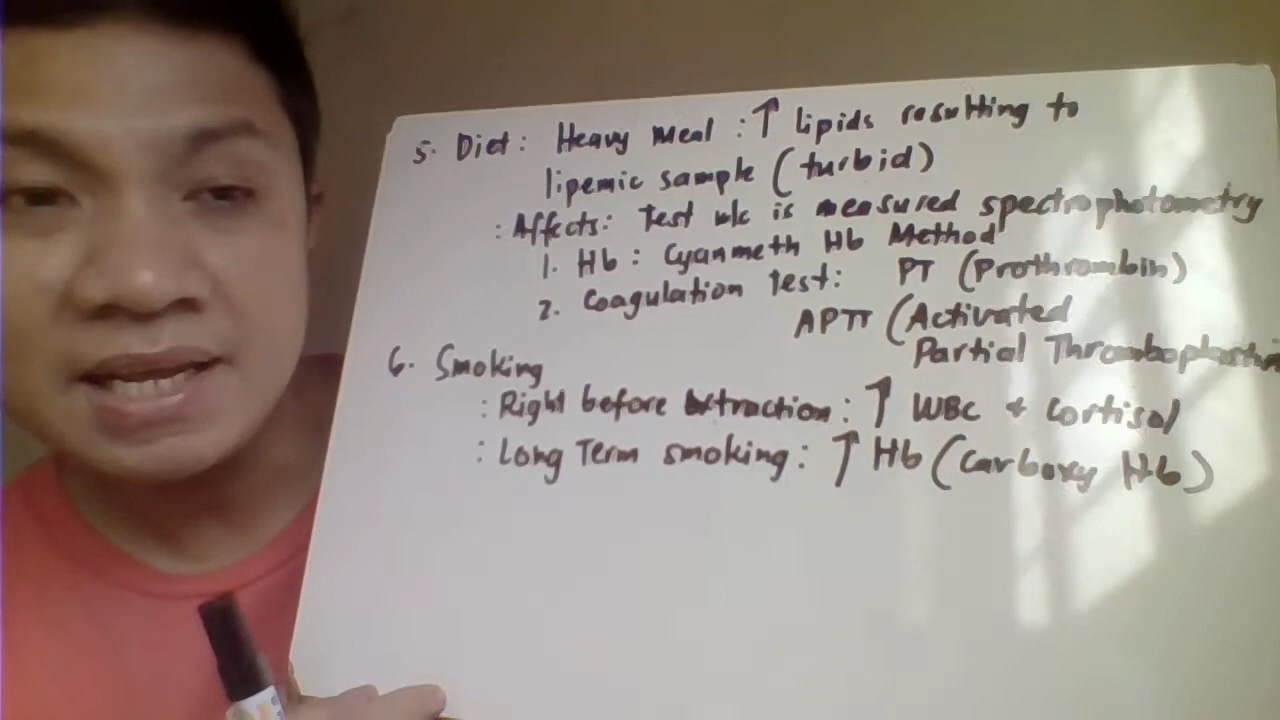 5. Diet: Heavy Meal : ↑ lipids resulting to
lipemic sample (turbid)
: Affects: Test w/c is measured spectrophotometry
1. Hb: Cyanmeth Hb Method
2. Coagulation Test: PT (Prothrombin)
APTT (Activated
Partial Thromboplastin
6. Smoking
: Right before Extraction: ↑ WBC & Cortisol
: Long Term smoking: ↑ Hb (Carboxy Hb)